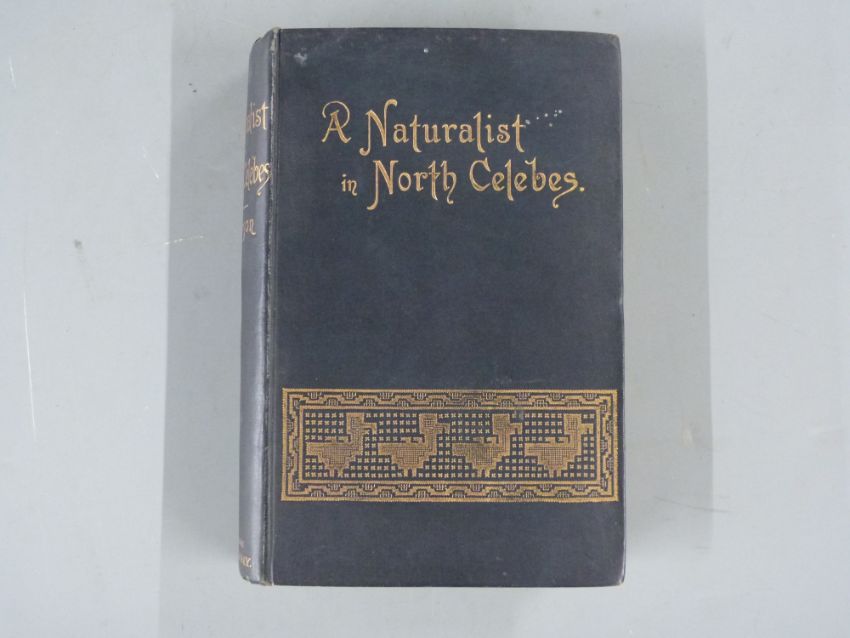 A Naturalist
in North Celebes.